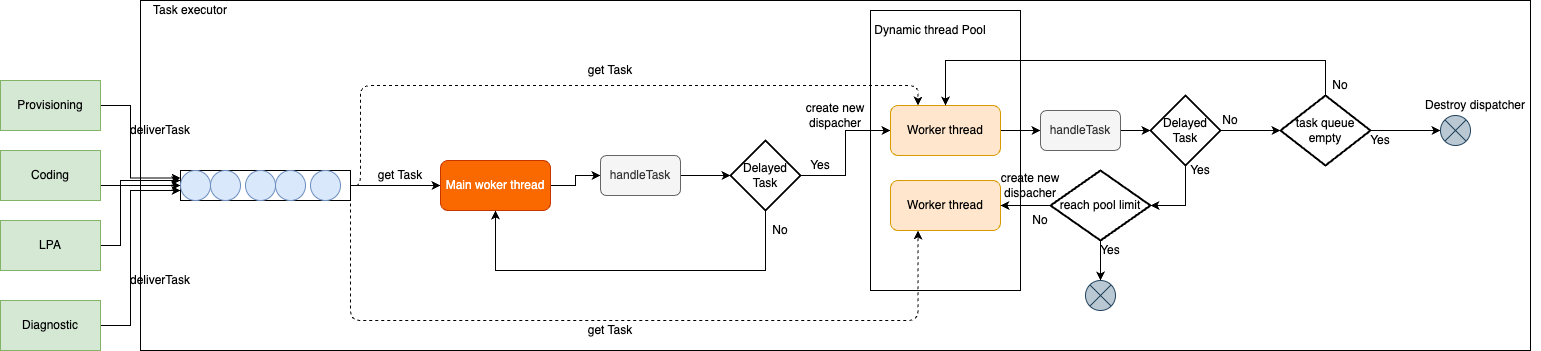 Task executor
Dynamic thread Pool
get Task
Provisioning
deliverTask
Coding
LPA
deliverTask
Diagnostic
get Task
Main woker thread
handleTask
Delayed
Task
Yes
No
create new
dispacher
Worker thread
handleTask
Delayed
Task
No
Yes
task queue
empty
No
Yes
Destroy dispatcher
Worker thread
create new
dispacher
No
reach pool limit
Yes
get Task